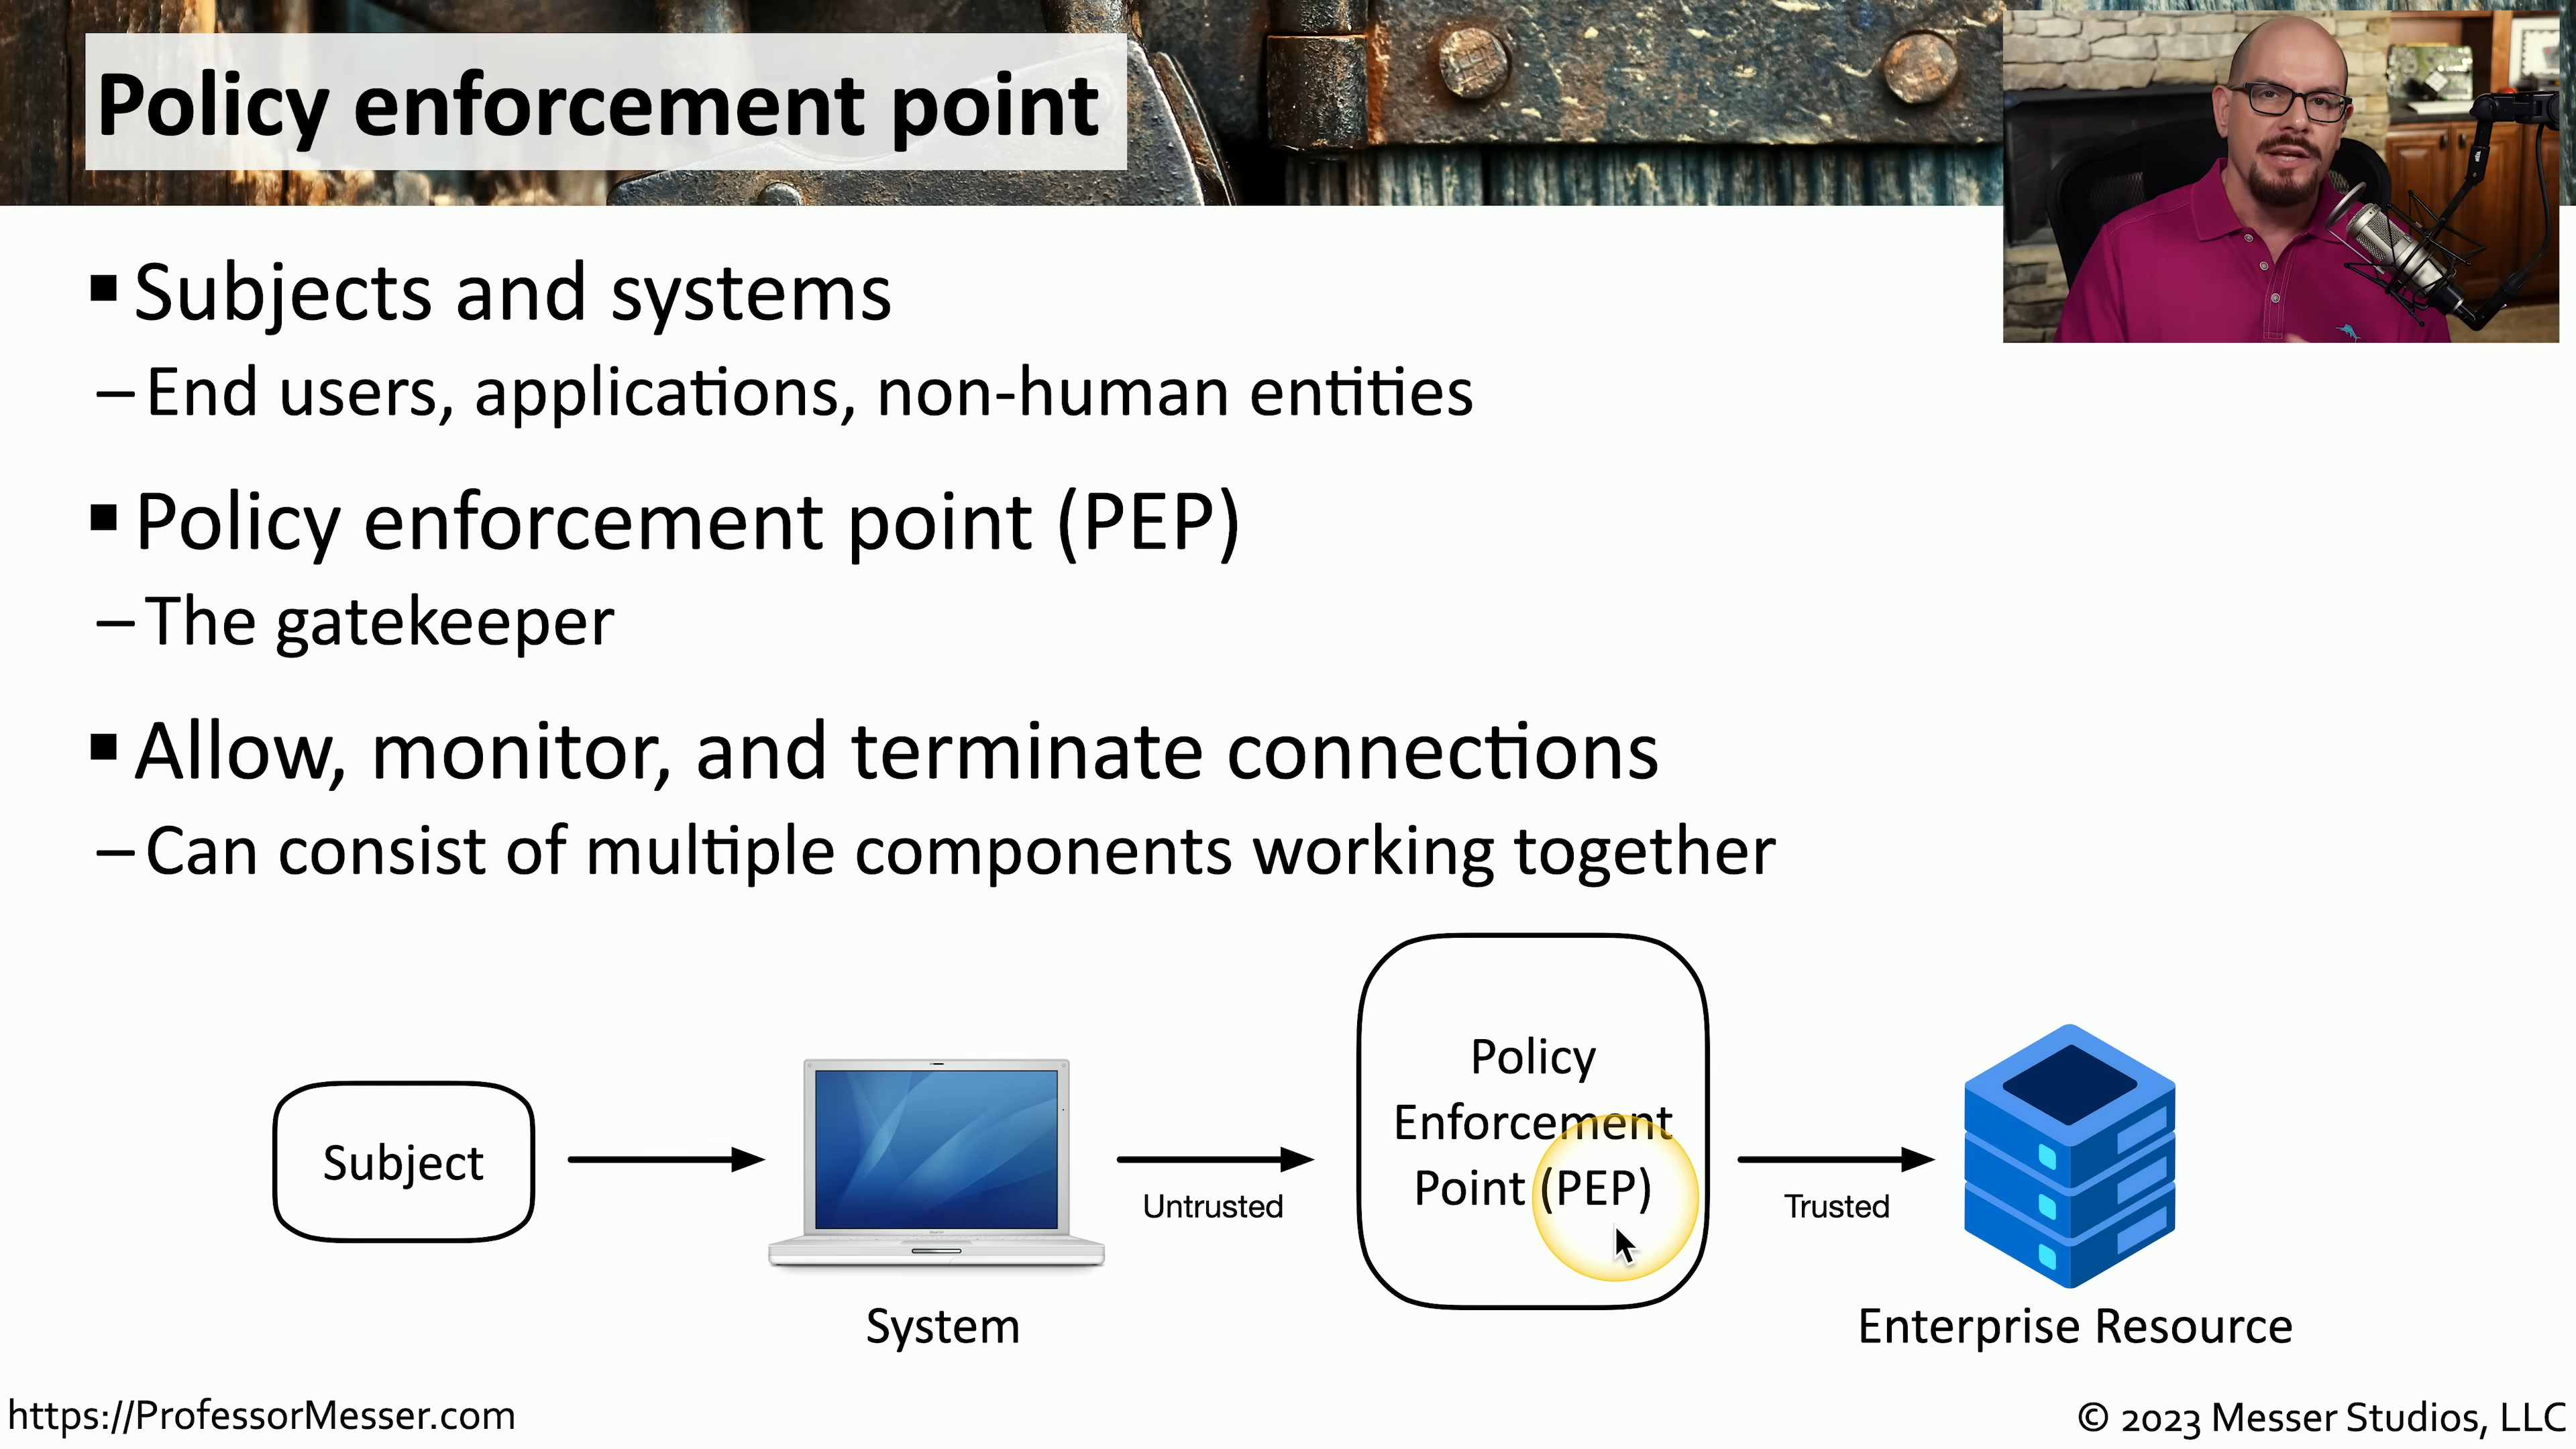 Policy enforcement point
▪ Subjects and systems
– End users, applications, non-human entities
▪ Policy enforcement point (PEP)
– The gatekeeper
▪ Allow, monitor, and terminate connections
– Can consist of multiple components working together
Subject
System
Untrusted
Policy
Enforcement
Point (PEP)
Trusted
Enterprise Resource
https://ProfessorMesser.com
© 2023 Messer Studios, LLC